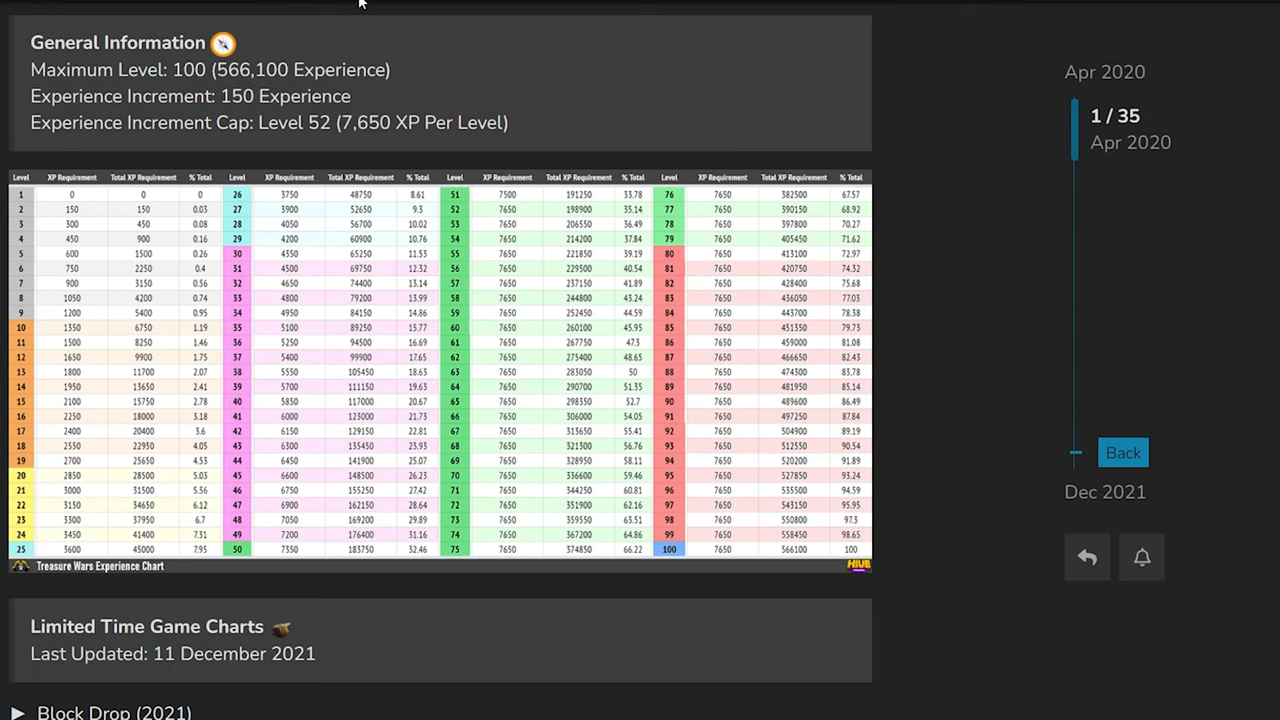 General Information
Maximum Level: 100 (566,100 Experience)
Experience Increment: 150 Experience
Experience Increment Cap: Level 52 (7,650 XP Per Level)
Level XP Requirement Total XP Requirement % Total Level XP Requirement Total XP Requirement % Total Level XP Requirement Total XP Requirement % Total Level XP Requirement Total XP Requirement % Total
1 0 0 0 26 3750 48750 8.61 51 7500 191250 33.78 76 7650 382500 67.57
2 150 150 0.03 27 3900 52650 9.3 52 7650 198900 35.14 77 7650 390150 68.92
3 300 450 0.08 28 4050 56700 10.02 53 7650 206550 36.49 78 7650 397800 70.27
4 450 900 0.16 29 4200 60900 10.76 54 7650 214200 37.84 79 7650 405450 71.62
5 600 1500 0.26 30 4350 65250 11.53 55 7650 221850 39.19 80 7650 413100 72.97
6 750 2250 0.4 31 4500 69750 12.32 56 7650 229500 40.54 81 7650 420750 74.32
7 900 3150 0.56 32 4650 74400 13.14 57 7650 237150 41.89 82 7650 428400 75.68
8 1050 4200 0.74 33 4800 79200 13.99 58 7650 244800 43.24 83 7650 436050 77.03
9 1200 5400 0.95 34 4950 84150 14.86 59 7650 252450 44.59 84 7650 443700 78.38
10 1350 6750 1.19 35 5100 89250 15.77 60 7650 260100 45.95 85 7650 451350 79.73
11 1500 8250 1.46 36 5250 94500 16.69 61 7650 267750 47.3 86 7650 459000 81.08
12 1650 9900 1.75 37 5400 99900 17.65 62 7650 275400 48.65 87 7650 466650 82.43
13 1800 11700 2.07 38 5550 105450 18.63 63 7650 283050 50 88 7650 474300 83.78
14 1950 13650 2.41 39 5700 111150 19.63 64 7650 290700 51.35 89 7650 481950 85.14
15 2100 15750 2.78 40 5850 117000 20.67 65 7650 298350 52.7 90 7650 489600 86.49
16 2250 18000 3.18 41 6000 123000 21.73 66 7650 306000 54.05 91 7650 497250 87.84
17 2400 20400 3.6 42 6150 129150 22.81 67 7650 313650 55.41 92 7650 504900 89.19
18 2550 22950 4.05 43 6300 135450 23.93 68 7650 321300 56.76 93 7650 512550 90.54
19 2700 25650 4.53 44 6450 141900 25.07 69 7650 328950 58.11 94 7650 520200 91.89
20 2850 28500 5.03 45 6600 148500 26.23 70 7650 336600 59.46 95 7650 527850 93.24
21 3000 31500 5.56 46 6750 155250 27.42 71 7650 344250 60.81 96 7650 535500 94.59
22 3150 34650 6.12 47 6900 162150 28.64 72 7650 351900 62.16 97 7650 543150 95.95
23 3300 37950 6.7 48 7050 169200 29.89 73 7650 359550 63.51 98 7650 550800 97.3
24 3450 41400 7.31 49 7200 176400 31.16 74 7650 367200 64.86 99 7650 558450 98.65
25 3600 45000 7.95 50 7350 183750 32.46 75 7650 374850 66.22 100 7650 566100 100
Treasure Wars Experience Chart
HIVE
Limited Time Game Charts
Last Updated: 11 December 2021
Block Drop (2021)
Apr 2020
1 / 35
Apr 2020
Back
Dec 2021